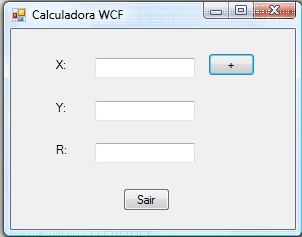 Calculadora WCF
X: +
Y:
R:
Sair